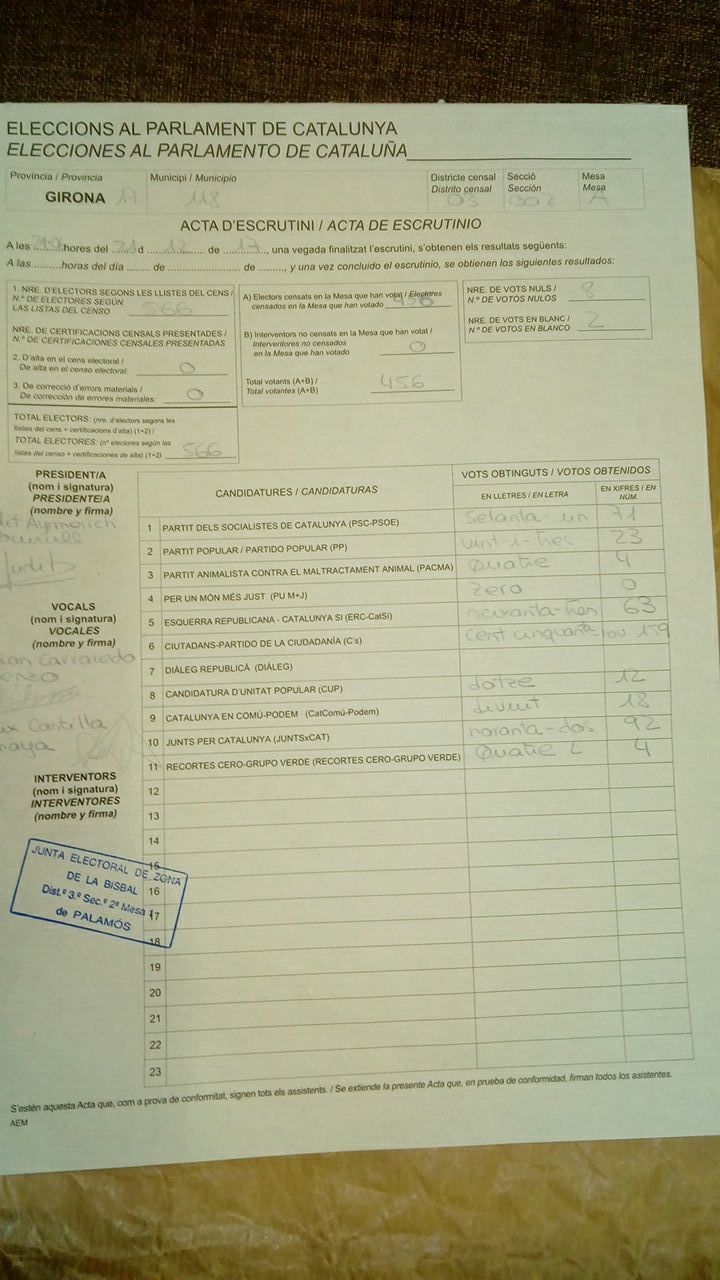 ELECCIONS AL PARLAMENT DE CATALUNYA
ELECCIONES AL PARLAMENTO DE CATALUÑA
Província / Provincia Municipi / Municipio Districte censal Secció Mesa
Distrito censal Sección Mesa
GIRONA 17 118 03 002 A
ACTA D'ESCRUTINI / ACTA DE ESCRUTINIO
A les ......... hores del 21 d 12 de 17, una vegada finalitzat l'escrutini, s'obtenen els resultats següents:
A las .........horas del día ....... de ....................... de ........, y una vez concluido el escrutinio, se obtienen los siguientes resultados:
1. NRE. D'ELECTORS SEGONS LES LLISTES DEL CENS /
N.º DE ELECTORES SEGÚN
LAS LISTAS DEL CENSO 566
NRE. DE CERTIFICACIONS CENSALS PRESENTADES /
N.º DE CERTIFICACIONES CENSALES PRESENTADAS
2. D'alta en el cens electoral /
De alta en el censo electoral: 0
3. De correcció d'errors materials /
De corrección de errores materiales: 0
TOTAL ELECTORS: (nre. d'electors segons les
llistes del cens + certificacions d'alta) (1+2) /
TOTAL ELECTORES: (nº electores según las
listas del censo + certificaciones de alta) (1+2) 566
A) Electors censats en la Mesa que han votat / Electores
censados en la Mesa que han votado 456
B) Interventors no censats en la Mesa que han votat /
Interventores no censados
en la Mesa que han votado 0
Total votants (A+B) /
Total votantes (A+B) 456
NRE. DE VOTS NULS /
N.º DE VOTOS NULOS 8
NRE. DE VOTS EN BLANC /
N.º DE VOTOS EN BLANCO 2
PRESIDENT/A
(nom i signatura)
PRESIDENTE/A
(nombre y firma)
Aymerich
Judit
VOCALS
(nom i signatura)
VOCALES
(nombre y firma)
Carracedo
Castilla
INTERVENTORS
(nom i signatura)
INTERVENTORES
(nombre y firma)
CANDIDATURES / CANDIDATURAS VOTS OBTINGUTS / VOTOS OBTENIDOS
EN LLETRES / EN LETRA EN XIFRES / EN NÚM.
1 PARTIT DELS SOCIALISTES DE CATALUNYA (PSC-PSOE) Setanta-un 71
2 PARTIT POPULAR / PARTIDO POPULAR (PP) vint-i-tres 23
3 PARTIT ANIMALISTA CONTRA EL MALTRACTAMENT ANIMAL (PACMA) Quatre 4
4 PER UN MÓN MÉS JUST (PU M+J) Zero 0
5 ESQUERRA REPUBLICANA - CATALUNYA SI (ERC-CatSí) 63
6 CIUTADANS-PARTIDO DE LA CIUDADANÍA (C's) Cent cinquanta nou 159
7 DIÀLEG REPUBLICÀ (DIÀLEG)
8 CANDIDATURA D'UNITAT POPULAR (CUP) dotze 12
9 CATALUNYA EN COMÚ-PODEM (CatComú-Podem) divuit 18
10 JUNTS PER CATALUNYA (JUNTSxCAT) noranta-dos 92
11 RECORTES CERO-GRUPO VERDE (RECORTES CERO-GRUPO VERDE) Quatre 4
12
13
14
15
16
17
18
19
20
21
22
23
JUNTA ELECTORAL DE ZONA
DE LA BISBAL
Dist.º 3.º Sec.º 2ª Mesa
de PALAMÓS
S'estén aquesta Acta que, com a prova de conformitat, signen tots els assistents. / Se extiende la presente Acta que, en prueba de conformidad, firman todos los asistentes.
AEM